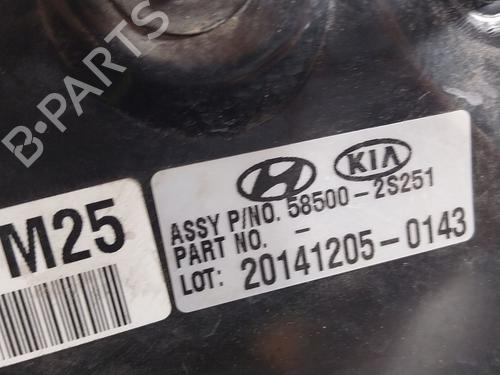 B-PARTS
KIA
ASSY P/NO. 58500-2S251
PART NO. -
LOT: 20141205-0143
M25